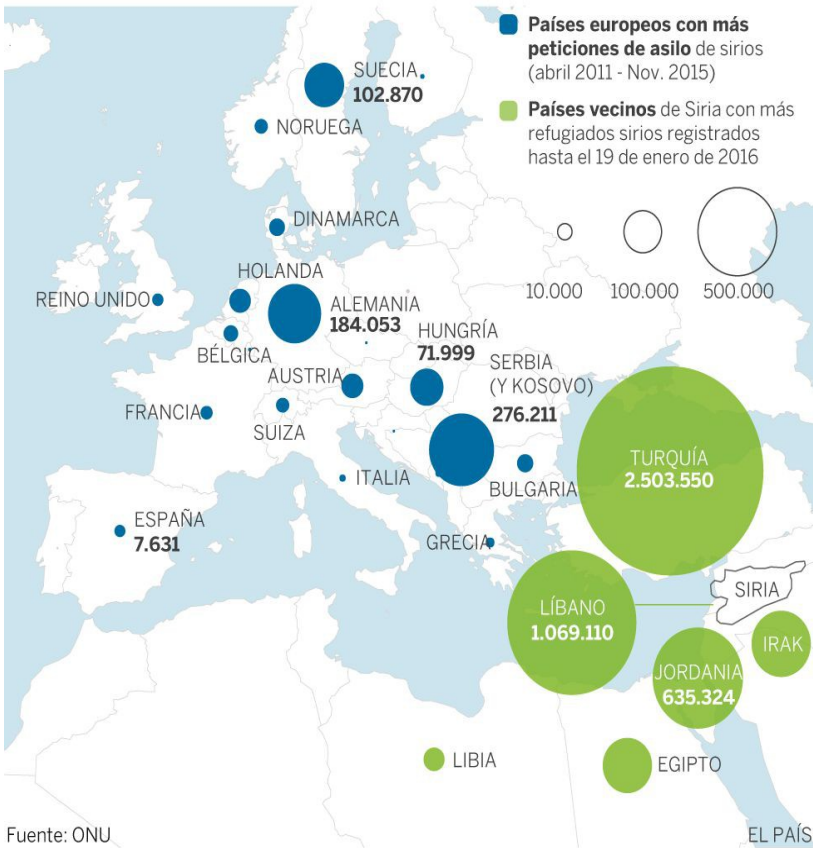 Países europeos con más
peticiones de asilo de sirios
(abril 2011 - Nov. 2015)
Países vecinos de Siria con más
refugiados sirios registrados
hasta el 19 de enero de 2016
10.000
100.000
500.000
SUECIA
102.870
NORUEGA
DINAMARCA
HOLANDA
REINO UNIDO
ALEMANIA
184.053
BÉLGICA
HUNGRÍA
71.999
AUSTRIA
SERBIA
(Y KOSOVO)
276.211
FRANCIA
SUIZA
ITALIA
BULGARIA
TURQUÍA
2.503.550
ESPAÑA
7.631
GRECIA
SIRIA
LÍBANO
1.069.110
IRAK
JORDANIA
635.324
LIBIA
EGIPTO
Fuente: ONU
EL PAÍS